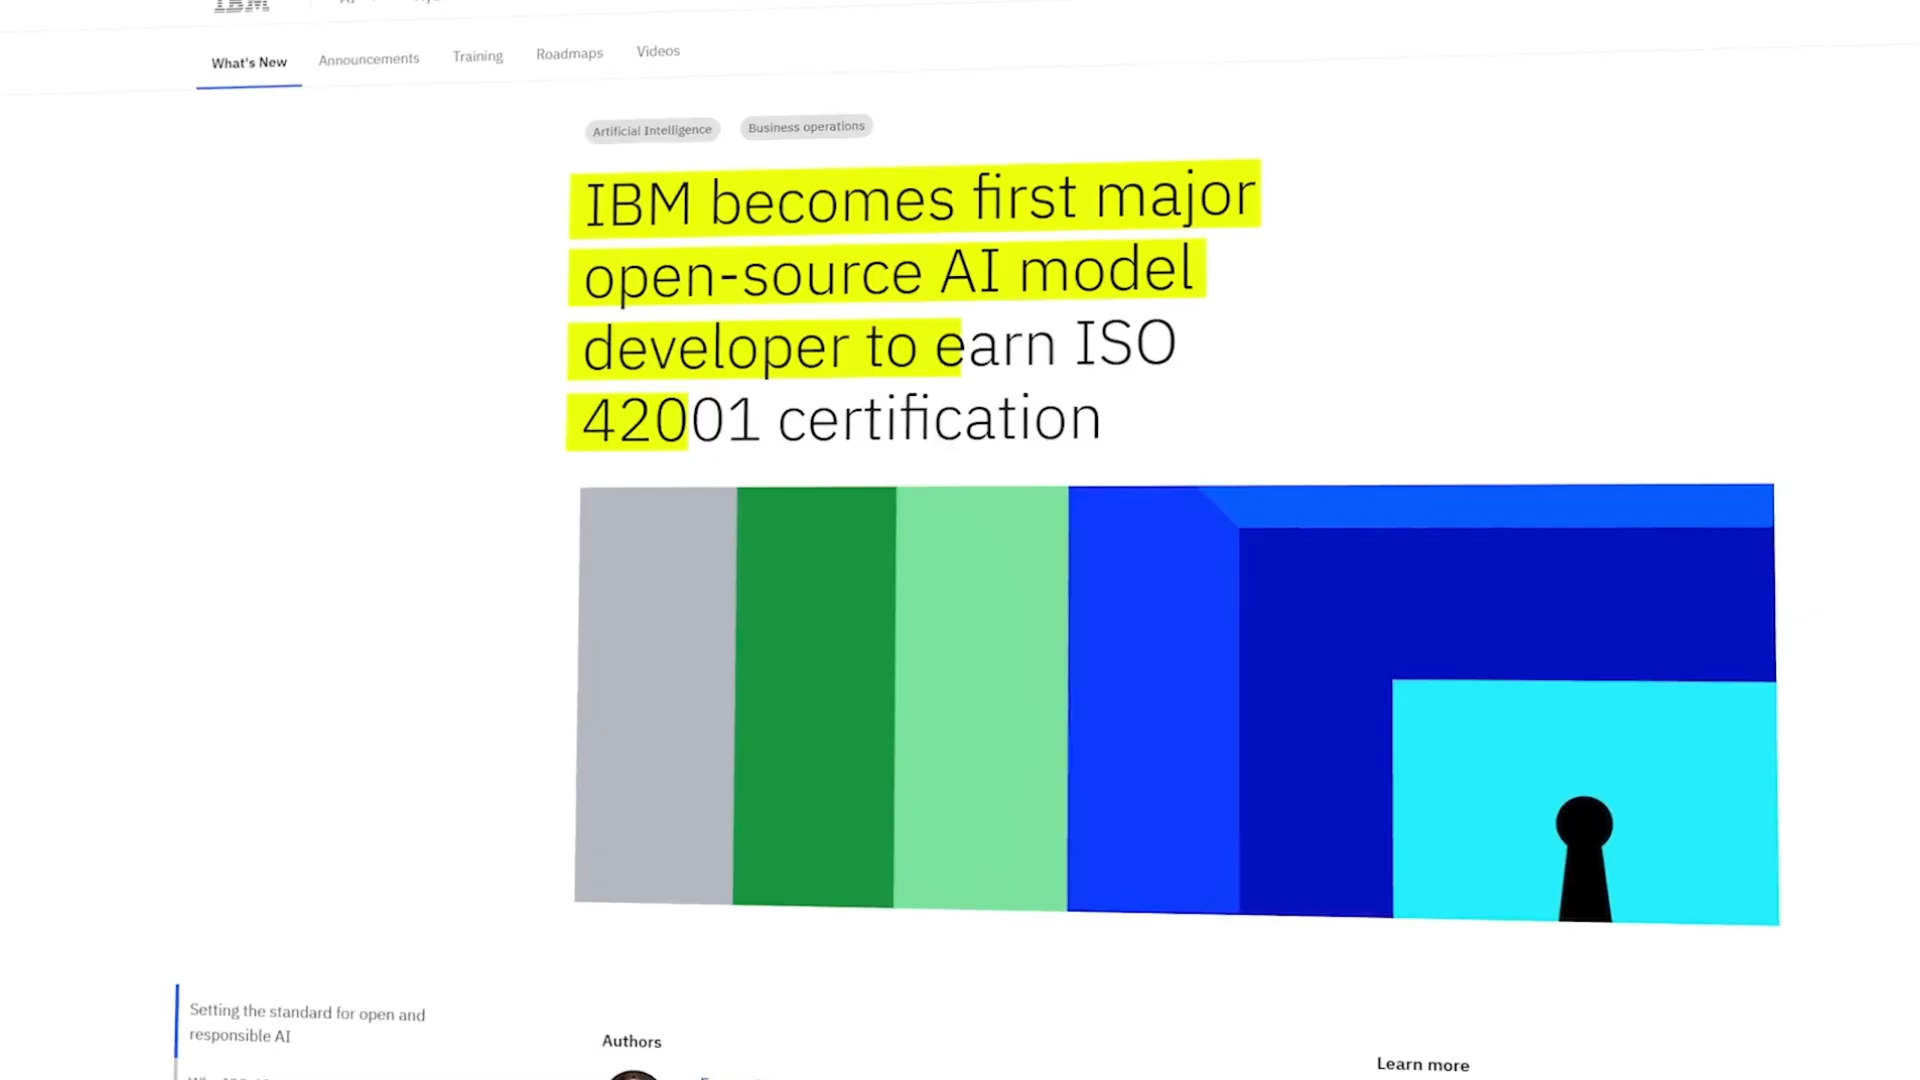 IBM
What's New
Announcements
Training
Roadmaps
Videos
Artificial Intelligence
Business operations
IBM becomes first major
open-source AI model
developer to earn ISO
42001 certification
Setting the standard for open and
responsible AI
Authors
Learn more